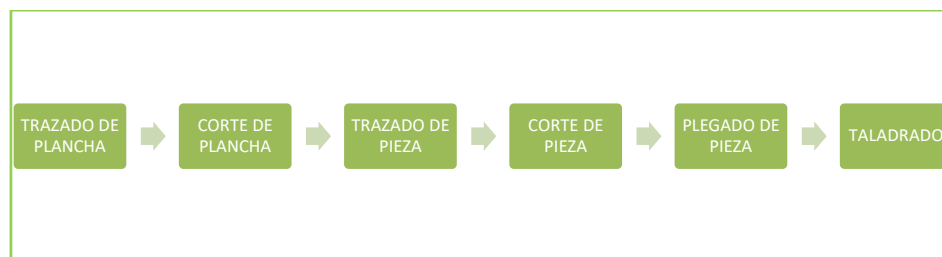 TRAZADO DE
PLANCHA
CORTE DE
PLANCHA
TRAZADO DE
PIEZA
CORTE DE
PIEZA
PLEGADO DE
PIEZA
TALADRADO